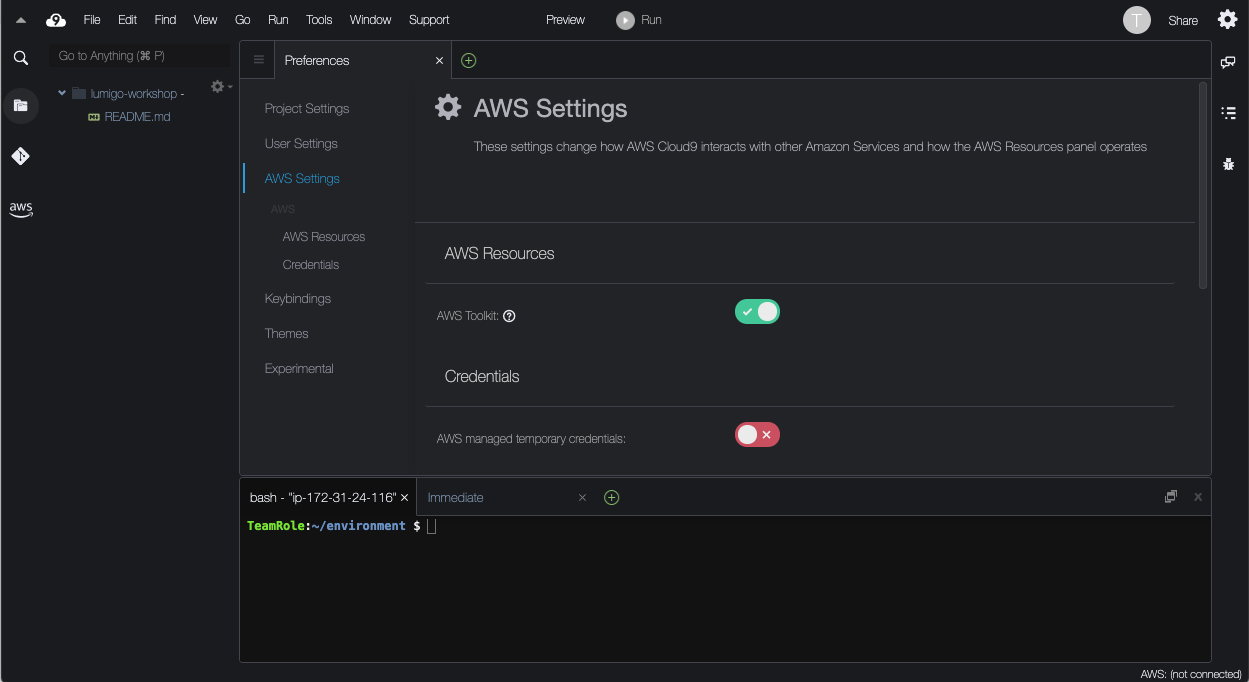 File Edit Find View Go Run Tools Window Support Preview Run T Share
Go to Anything (⌘ P)
Preferences
lumigo-workshop -
README.md
aws
Project Settings
User Settings
AWS Settings
AWS
AWS Resources
Credentials
Keybindings
Themes
Experimental
AWS Settings
These settings change how AWS Cloud9 interacts with other Amazon Services and how the AWS Resources panel operates
AWS Resources
AWS Toolkit:
Credentials
AWS managed temporary credentials:
bash - "ip-172-31-24-116" Immediate
TeamRole:~/environment $
AWS: (not connected)